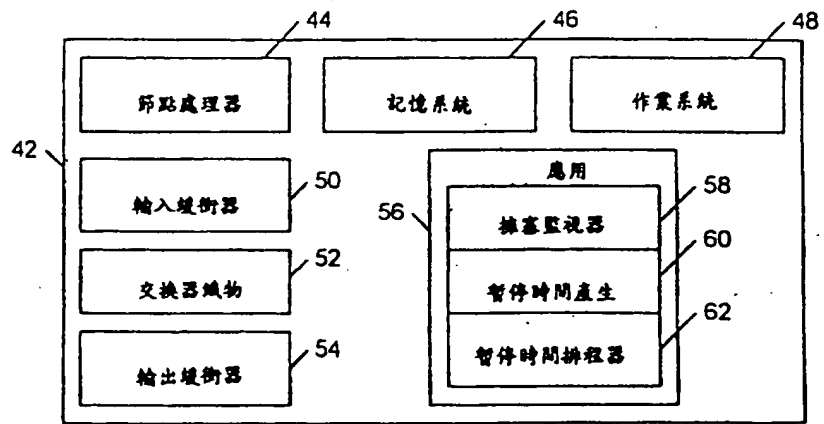 44
46
48
節點處理器
記憶系統
作業系統
42
輸入緩衝器
50
應用
56
擁塞監視器
58
交換器織物
52
暫停時間產生
60
輸出緩衝器
54
暫停時間排程器
62